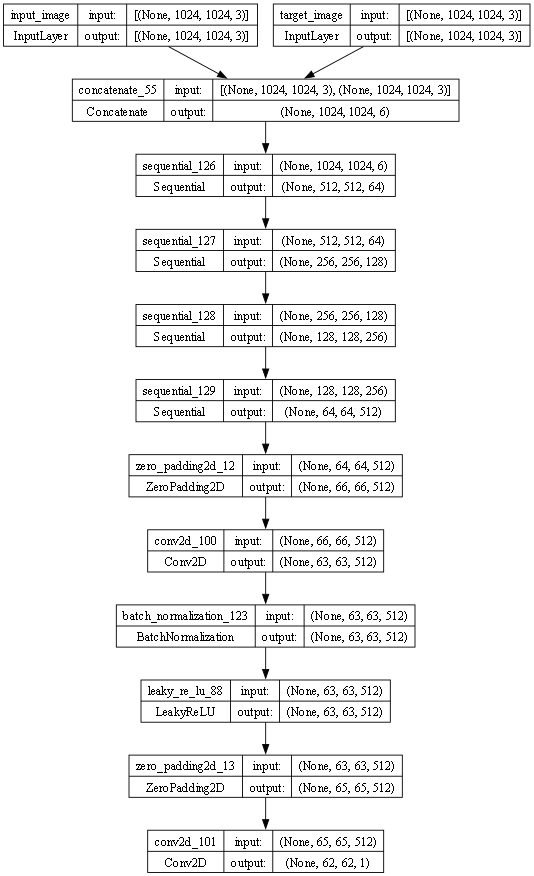 input_image input: [(None, 1024, 1024, 3)]
InputLayer output: [(None, 1024, 1024, 3)]
target_image input: [(None, 1024, 1024, 3)]
InputLayer output: [(None, 1024, 1024, 3)]
concatenate_55 input: [(None, 1024, 1024, 3), (None, 1024, 1024, 3)]
Concatenate output: (None, 1024, 1024, 6)
sequential_126 input: (None, 1024, 1024, 6)
Sequential output: (None, 512, 512, 64)
sequential_127 input: (None, 512, 512, 64)
Sequential output: (None, 256, 256, 128)
sequential_128 input: (None, 256, 256, 128)
Sequential output: (None, 128, 128, 256)
sequential_129 input: (None, 128, 128, 256)
Sequential output: (None, 64, 64, 512)
zero_padding2d_12 input: (None, 64, 64, 512)
ZeroPadding2D output: (None, 66, 66, 512)
conv2d_100 input: (None, 66, 66, 512)
Conv2D output: (None, 63, 63, 512)
batch_normalization_123 input: (None, 63, 63, 512)
BatchNormalization output: (None, 63, 63, 512)
leaky_re_lu_88 input: (None, 63, 63, 512)
LeakyReLU output: (None, 63, 63, 512)
zero_padding2d_13 input: (None, 63, 63, 512)
ZeroPadding2D output: (None, 65, 65, 512)
conv2d_101 input: (None, 65, 65, 512)
Conv2D output: (None, 62, 62, 1)